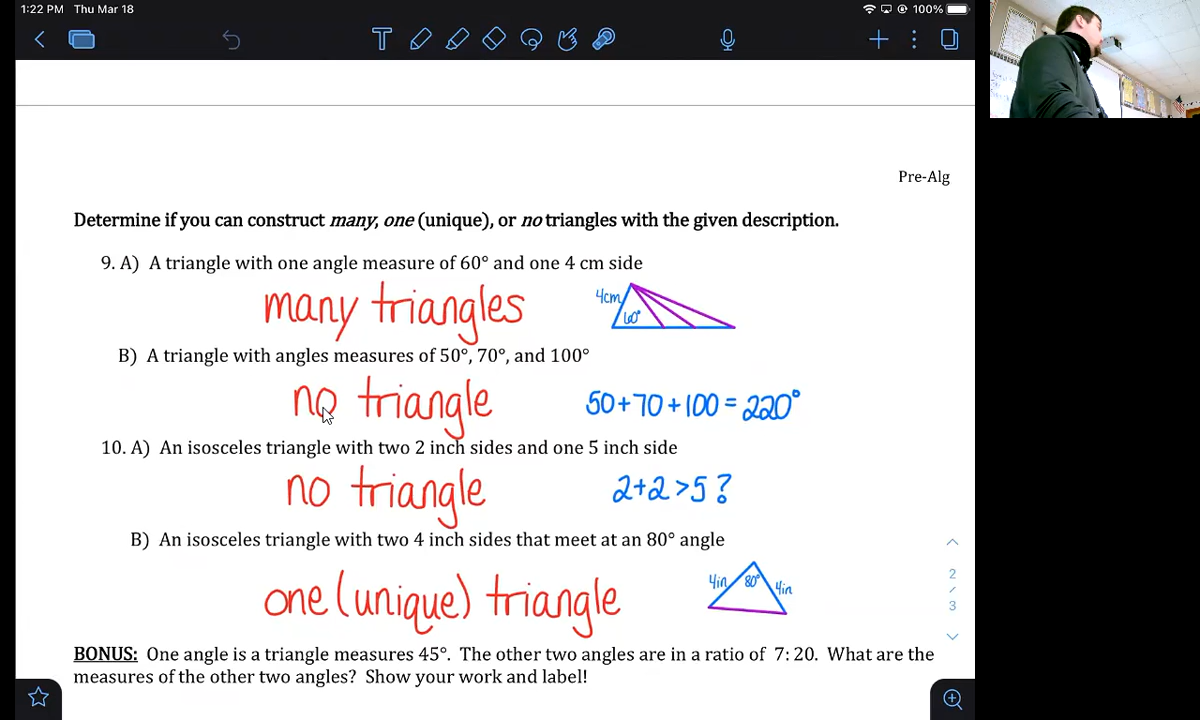 1:22 PM Thu Mar 18
100%
T
Pre-Alg
Determine if you can construct many, one (unique), or no triangles with the given description.
9. A) A triangle with one angle measure of 60° and one 4 cm side
many triangles
4cm
60°
B) A triangle with angles measures of 50°, 70°, and 100°
no triangle
50+70+100 = 220°
10. A) An isosceles triangle with two 2 inch sides and one 5 inch side
no triangle
2+2 >5 ?
B) An isosceles triangle with two 4 inch sides that meet at an 80° angle
one (unique) triangle
4in
80°
4in
2
/
3
BONUS: One angle is a triangle measures 45°. The other two angles are in a ratio of 7: 20. What are the
measures of the other two angles? Show your work and label!